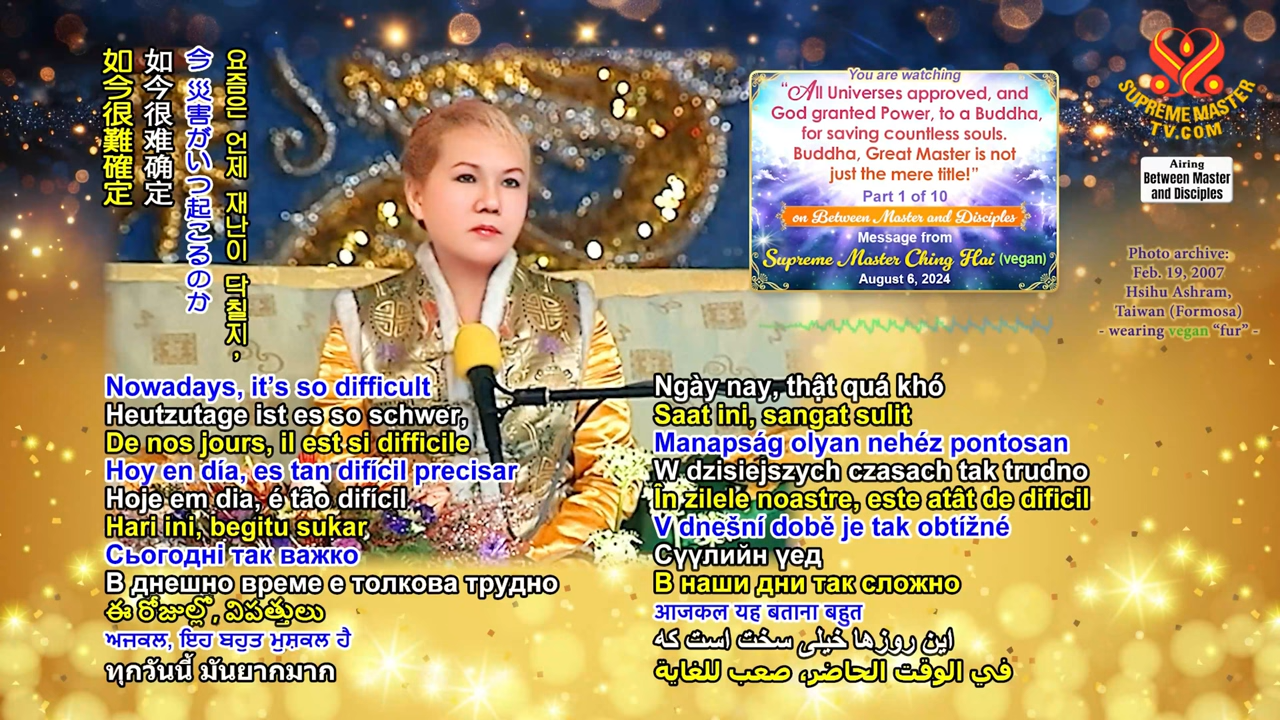 요즘은 언제 재난이 닥칠지,
今 災害がいつ起こるのか
如今很难确定
如今很難確定
You are watching
“All Universes approved, and
God granted Power, to a Buddha,
for saving countless souls.
Buddha, Great Master is not
just the mere title!”
Part 1 of 10
on Between Master and Disciples
Message from
Supreme Master Ching Hai (vegan)
August 6, 2024
SUPREME MASTER
TV.COM
Airing
Between Master
and Disciples
Photo archive:
Feb. 19, 2007
Hsihu Ashram,
Taiwan (Formosa)
- wearing vegan “fur” -
Nowadays, it’s so difficult
Heutzutage ist es so schwer,
De nos jours, il est si difficile
Hoy en día, es tan difícil precisar
Hoje em dia, é tão difícil
Hari ini, begitu sukar
Сьогодні так важко
В днешно време е толкова трудно
ఈ రోజుల్లో, విపత్తులు
ਅਜਕਲ, ਇਹ ਬਹੁਤ ਮੁਸ਼ਕਲ ਹੈ
ทุกวันนี้ มันยากมาก
Ngày nay, thật quá khó
Saat ini, sangat sulit
Manapság olyan nehéz pontosan
W dzisiejszych czasach tak trudno
În zilele noastre, este atât de dificil
V dnešní době je tak obtížné
Сүүлийн үед
В наши дни так сложно
आजकल यह बताना बहुत
این روزها خیلی سخت است که
في الوقت الحاضر، صعب للغاية